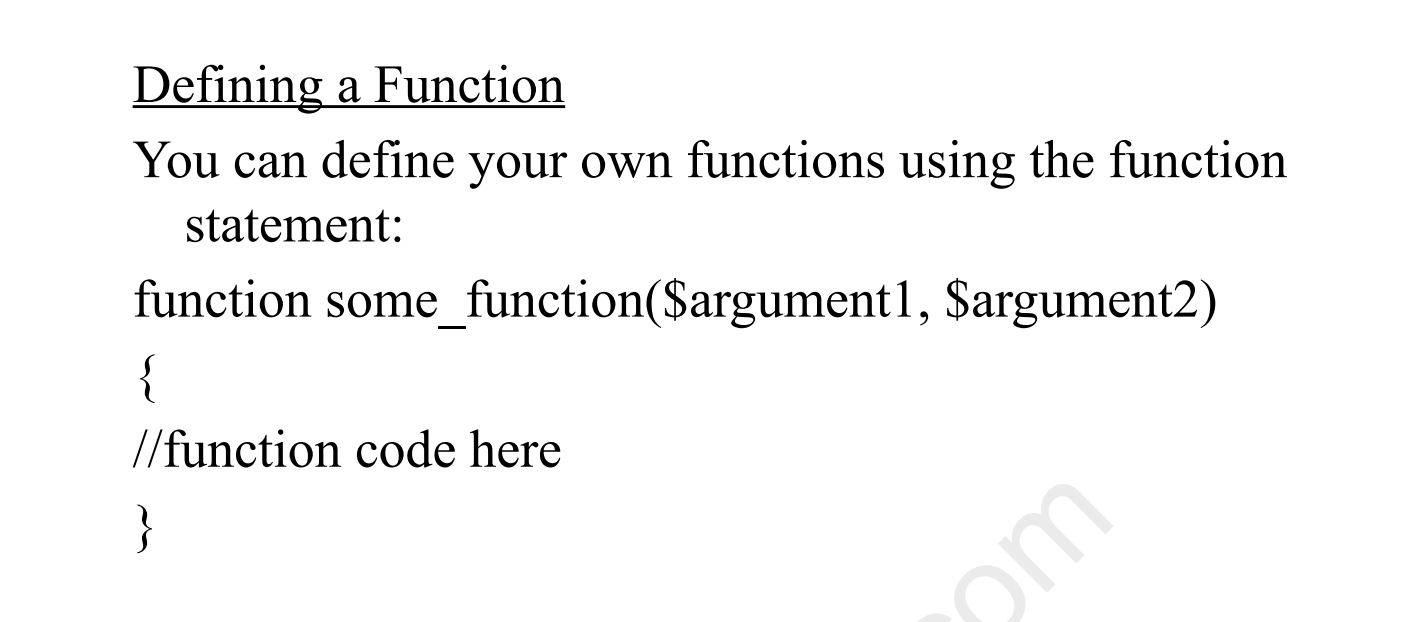 Defining a Function
You can define your own functions using the function
statement:
function some_function($argument1, $argument2)
{
//function code here
}
com